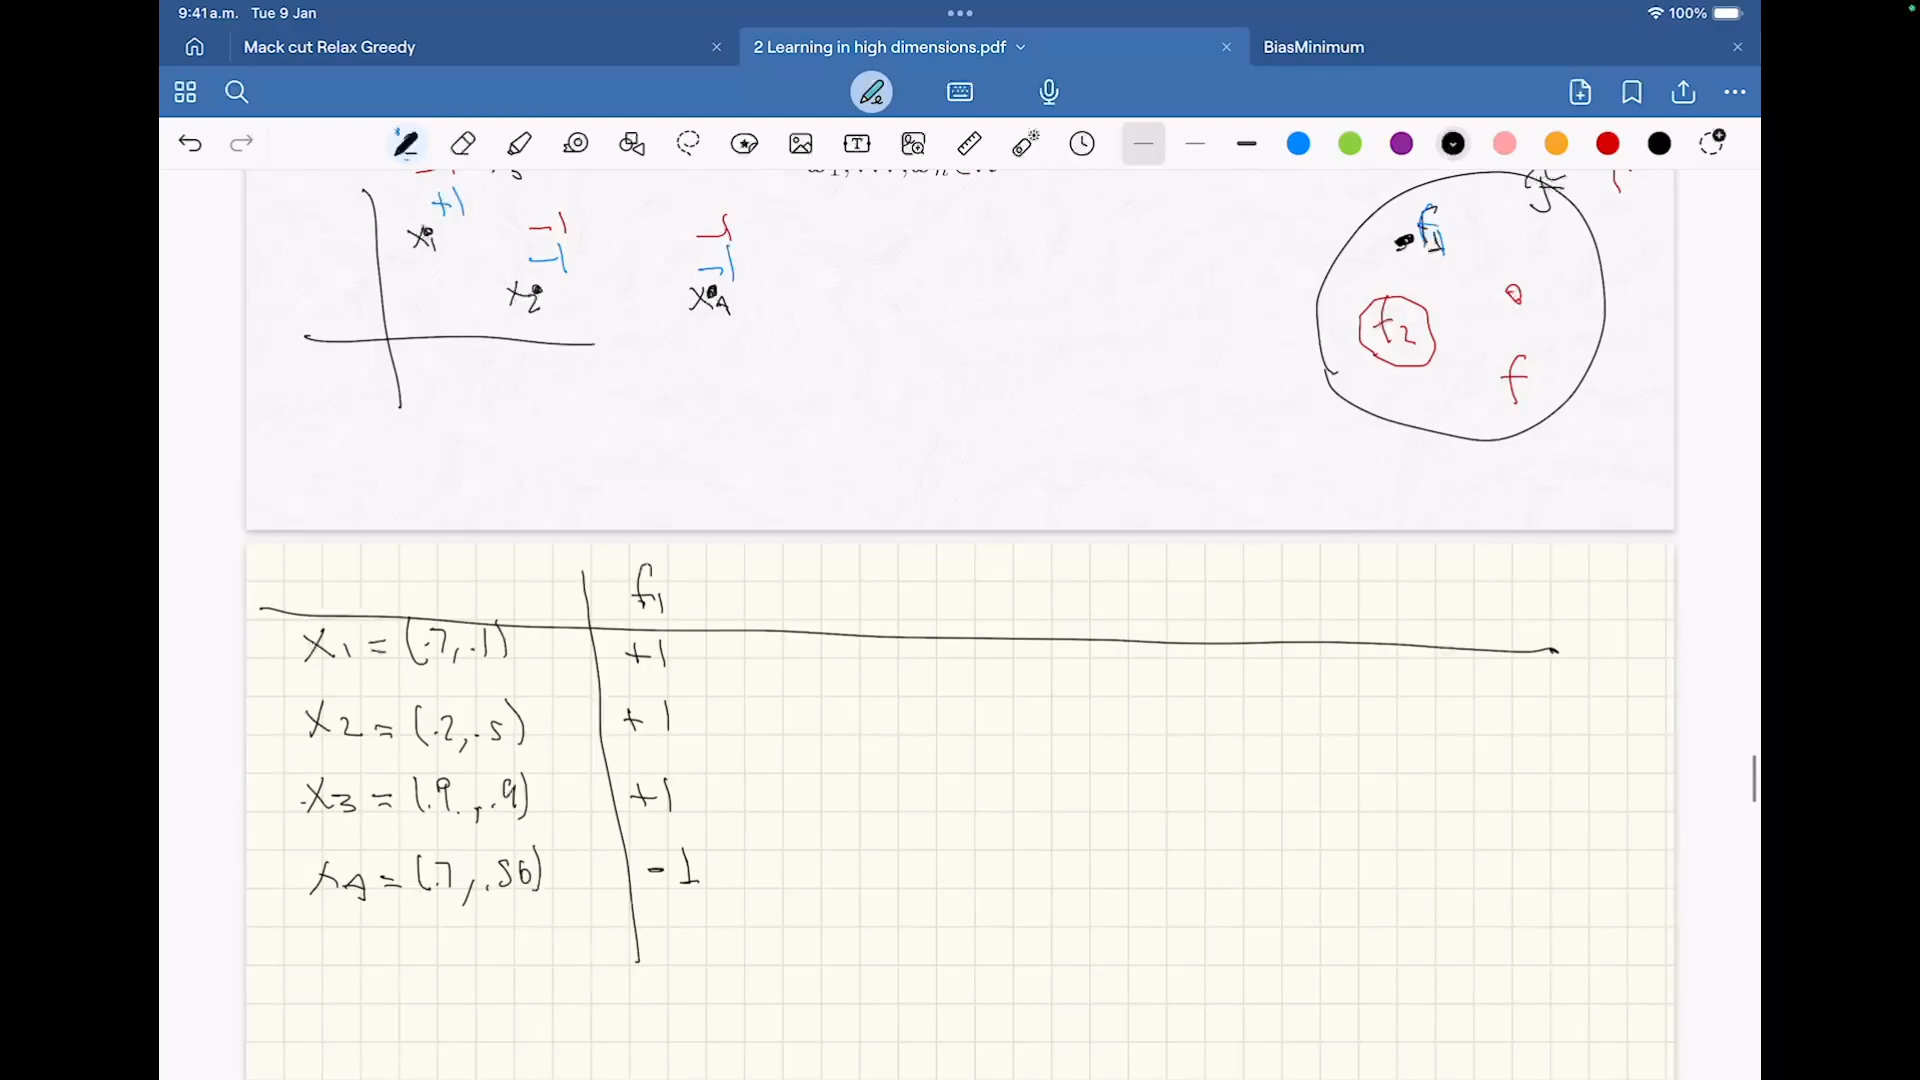 9:41 a.m. Tue 9 Jan
100%
Mack cut Relax Greedy
2 Learning in high dimensions.pdf
BiasMinimum
+1
x1
-1
-1
x2
-1
-1
x4
f1
f2
f
f1
x1 = (.7, .1) +1
x2 = (.2, .5) +1
x3 = (.9, .9) +1
x4 = (.7, .56) -1